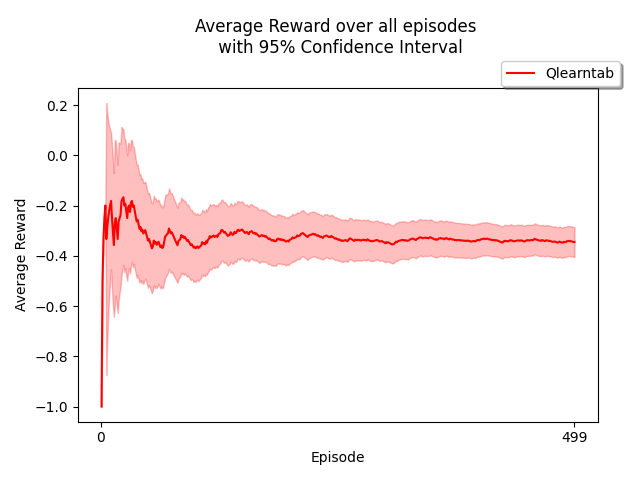 Average Reward over all episodes
with 95% Confidence Interval
Qlearntab
0.2
0.0
−0.2
−0.4
−0.6
−0.8
−1.0
Average Reward
0
499
Episode